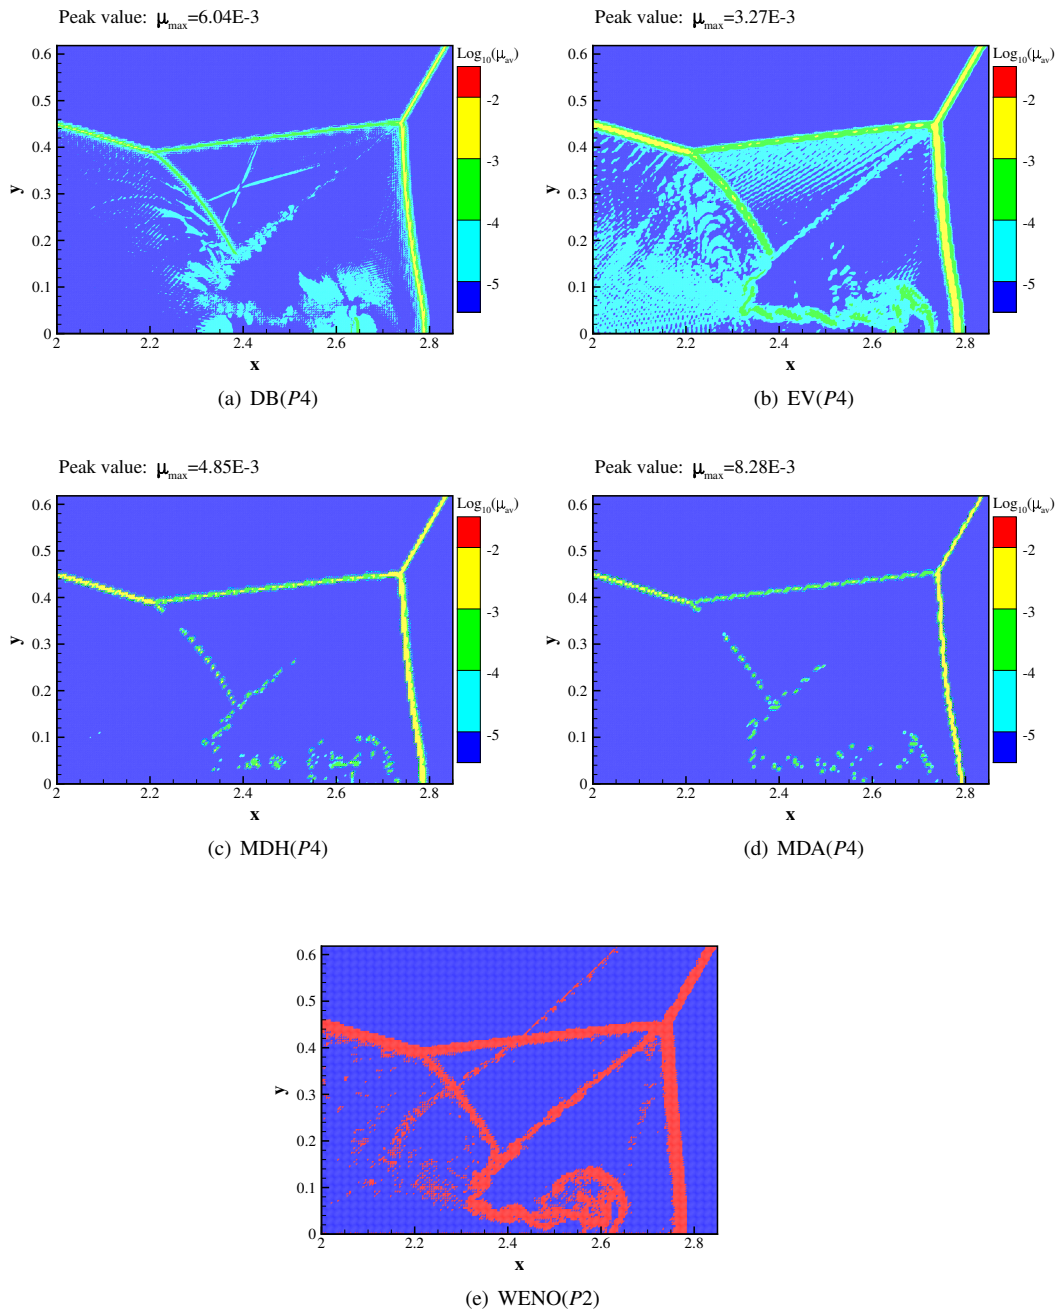 Peak value: μmax=6.04E-3
Log10(μav)
0.6
0.5
0.4
0.3
0.2
0.1
0
y
-2
-3
-4
-5
2 2.2 2.4 2.6 2.8
x
(a) DB(P4)
Peak value: μmax=3.27E-3
Log10(μav)
0.6
0.5
0.4
0.3
0.2
0.1
0
y
-2
-3
-4
-5
2 2.2 2.4 2.6 2.8
x
(b) EV(P4)
Peak value: μmax=4.85E-3
Log10(μav)
0.6
0.5
0.4
0.3
0.2
0.1
0
y
-2
-3
-4
-5
2 2.2 2.4 2.6 2.8
x
(c) MDH(P4)
Peak value: μmax=8.28E-3
Log10(μav)
0.6
0.5
0.4
0.3
0.2
0.1
0
y
-2
-3
-4
-5
2 2.2 2.4 2.6 2.8
x
(d) MDA(P4)
0.6
0.5
0.4
0.3
0.2
0.1
0
y
2 2.2 2.4 2.6 2.8
x
(e) WENO(P2)